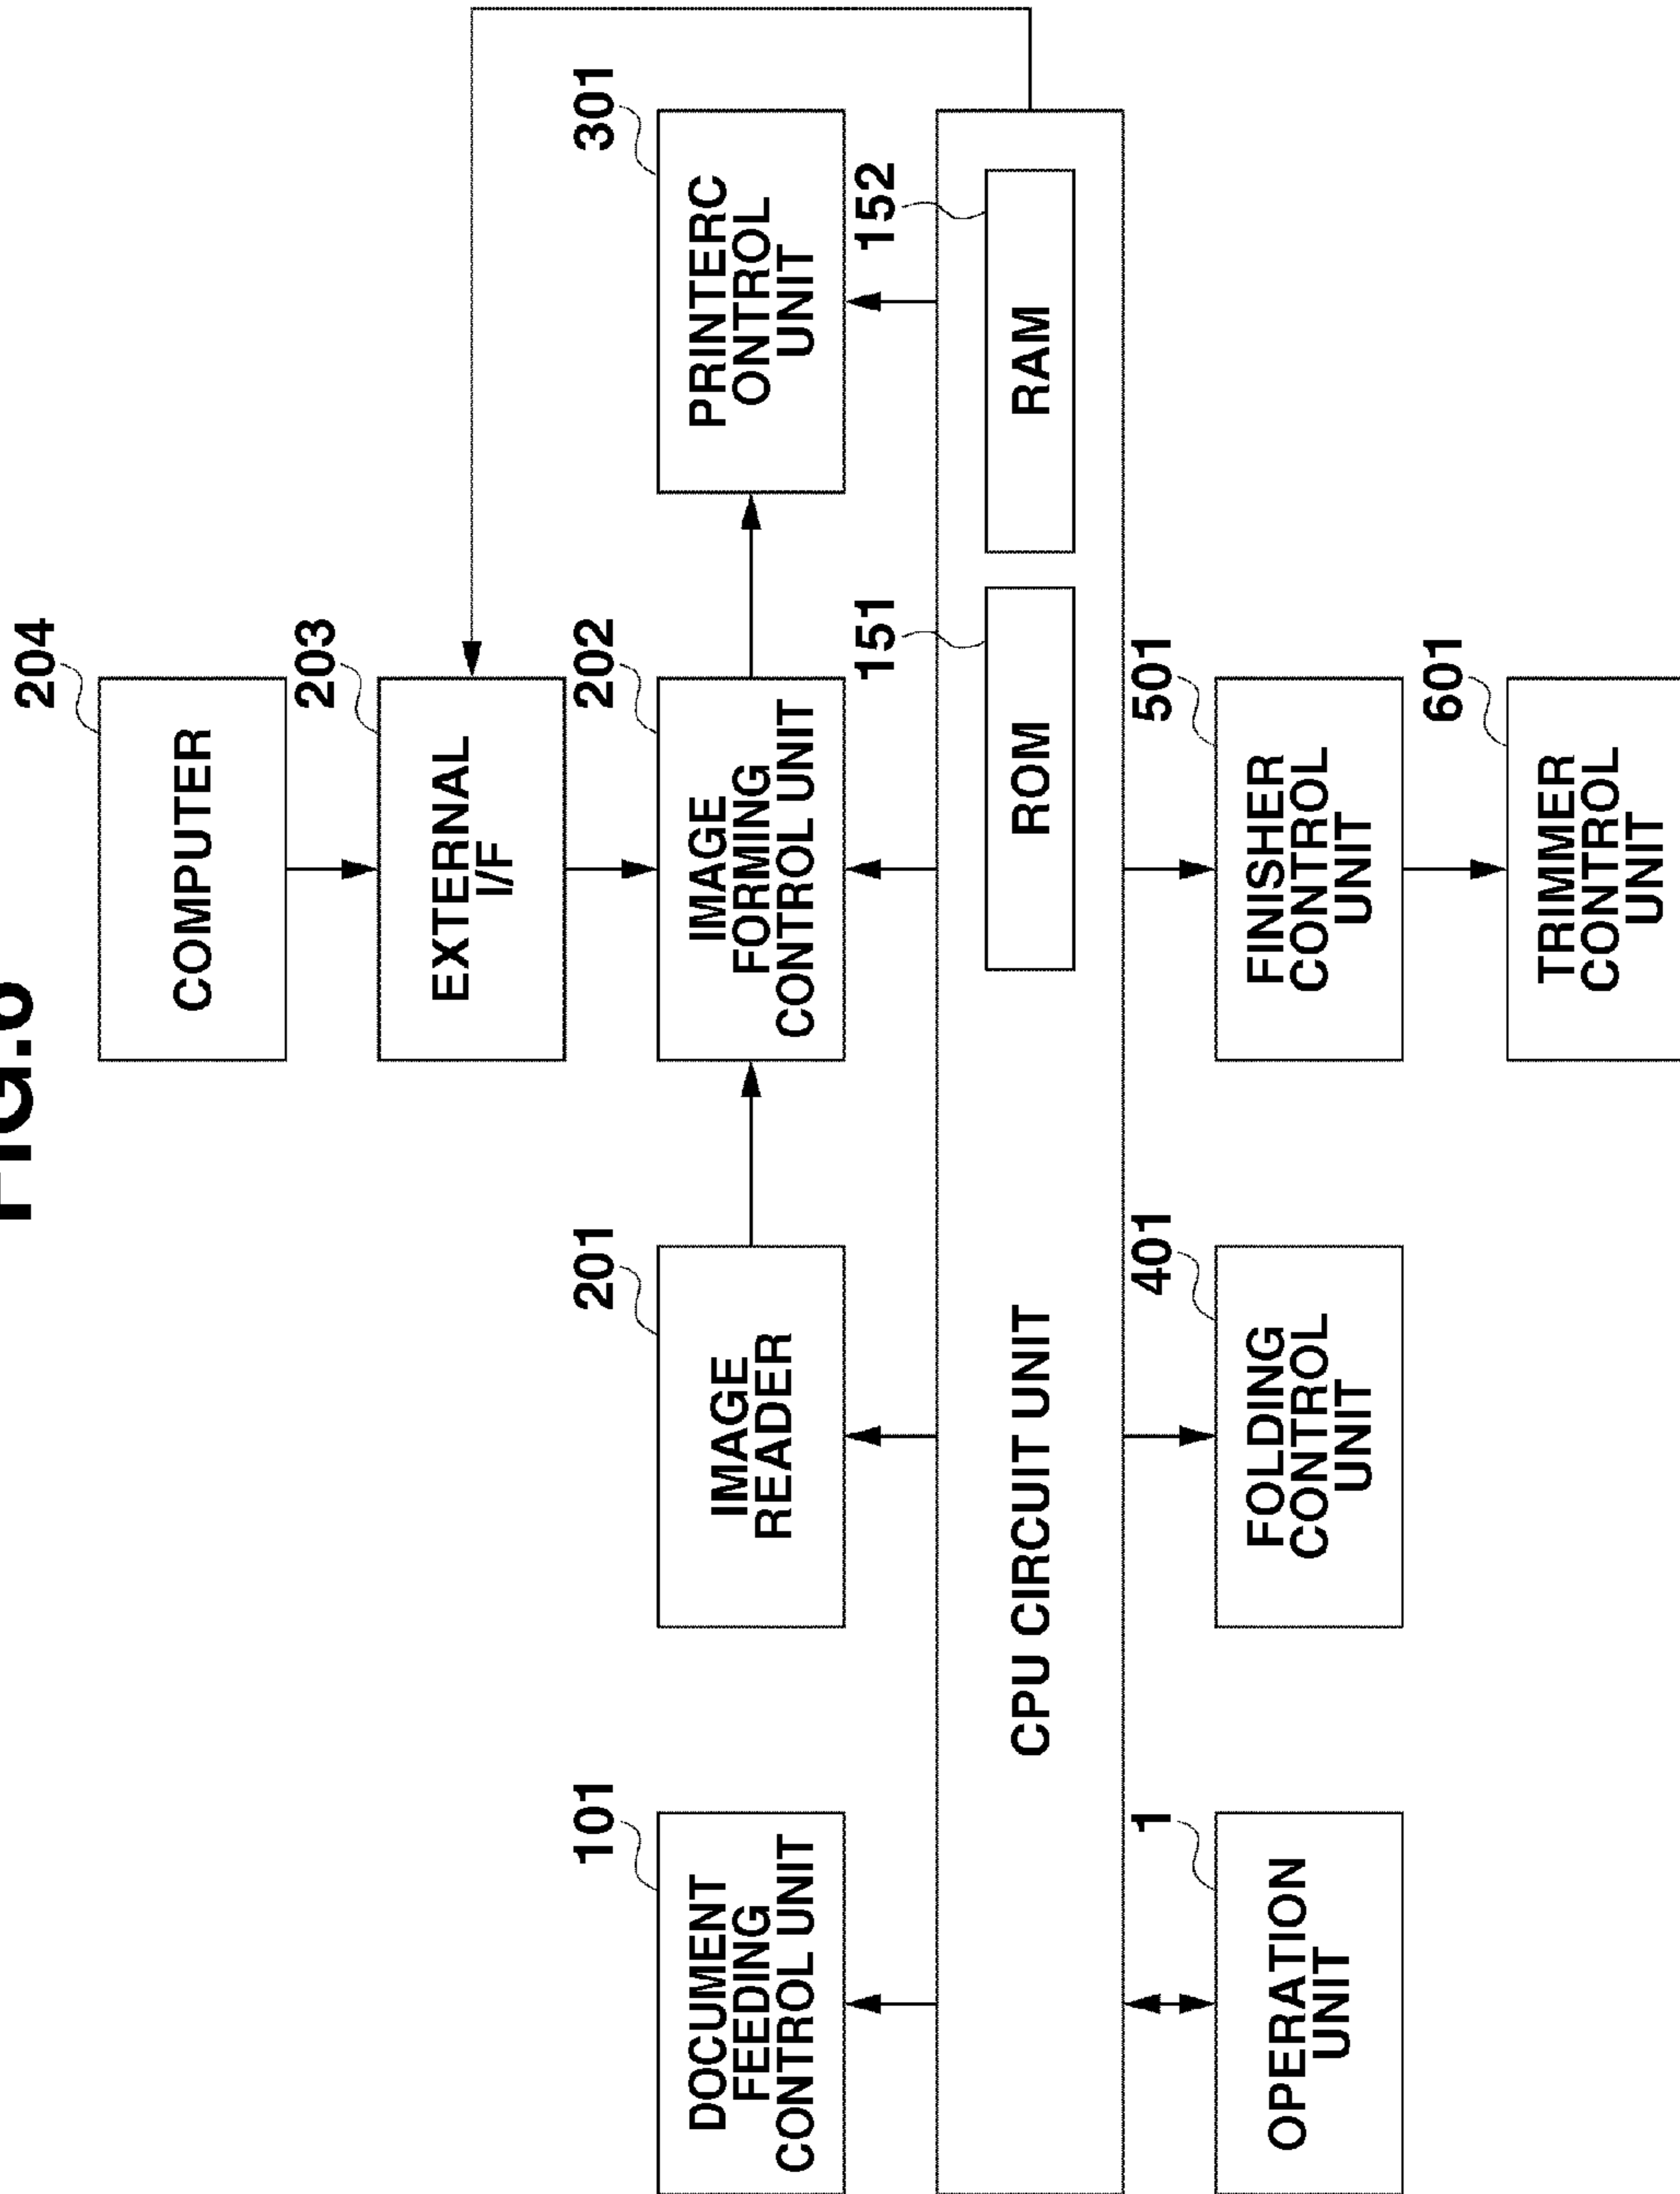 FIG.
204
COMPUTER
203
EXTERNAL
I/F
101
DOCUMENT
FEEDING
CONTROL UNIT
201
IMAGE
READER
202
IMAGE
FORMING
CONTROL UNIT
301
PRINTERC
ONTROL
UNIT
CPU CIRCUIT UNIT
151
ROM
152
RAM
1
OPERATION
UNIT
401
FOLDING
CONTROL
UNIT
501
FINISHER
CONTROL
UNIT
601
TRIMMER
CONTROL
UNIT